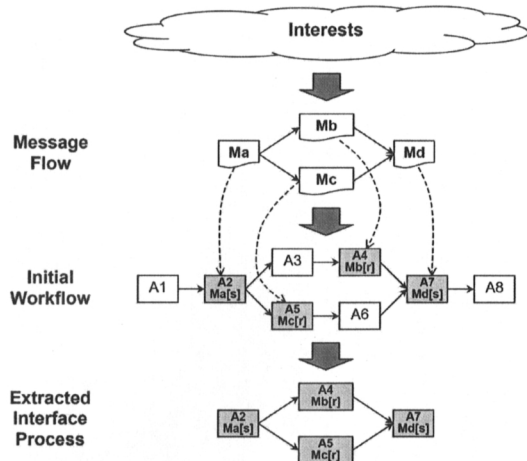 Interests
Message
Flow
Ma
Mb
Mc
Md
Initial
Workflow
A1
A2
Ma[s]
A3
A4
Mb[r]
A5
Mc[r]
A6
A7
Md[s]
A8
Extracted
Interface
Process
A2
Ma[s]
A4
Mb[r]
A5
Mc[r]
A7
Md[s]